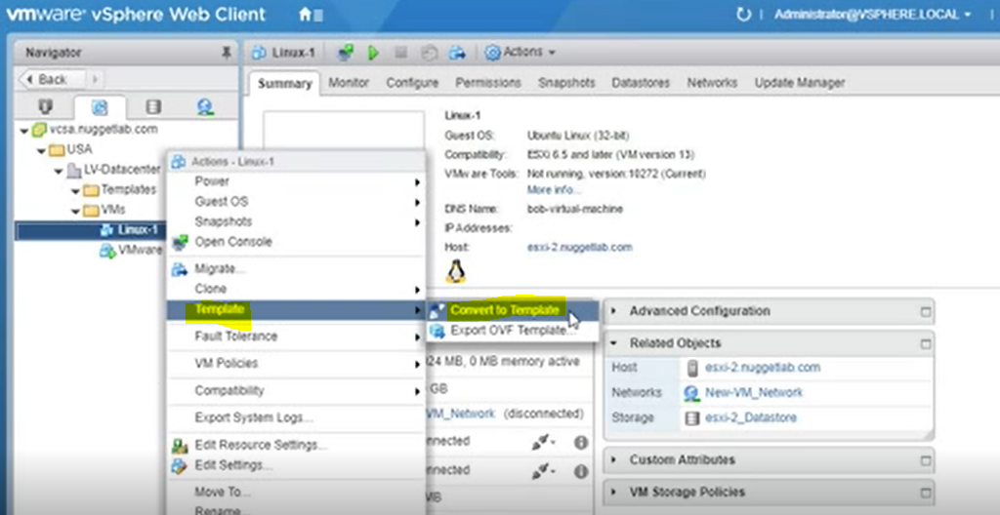 vmware® vSphere Web Client
Administrator@VSPHERE.LOCAL
Navigator
Back
vcsa.nuggetlab.com
USA
LV-Datacenter
Templates
VMs
Linux-1
VMware
Linux-1
Actions
Summary Monitor Configure Permissions Snapshots Datastores Networks Update Manager
Linux-1
Guest OS: Ubuntu Linux (32-bit)
Compatibility: ESXi 6.5 and later (VM version 13)
VMware Tools: Not running, version:10272 (Current)
More info...
DNS Name: bob-virtual-machine
IP Addresses:
Host: esxi-2.nuggetlab.com
Actions - Linux-1
Power
Guest OS
Snapshots
Open Console
Migrate...
Clone
Template
Fault Tolerance
VM Policies
Compatibility
Export System Logs...
Edit Resource Settings...
Edit Settings...
Move To...
Rename...
Convert to Template
Export OVF Template...
024 MB, 0 MB memory active
GB
VM_Network (disconnected)
nnected
nnected
MB
Advanced Configuration
Related Objects
Host esxi-2.nuggetlab.com
Networks New-VM_Network
Storage esxi-2_Datastore
Custom Attributes
VM Storage Policies